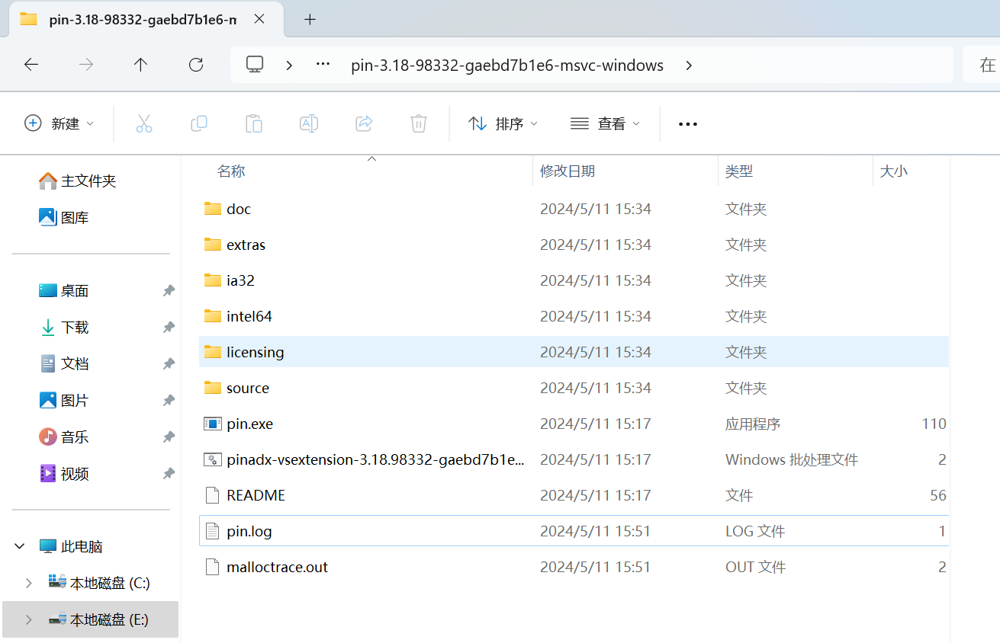 pin-3.18-98332-gaebd7b1e6-m
pin-3.18-98332-gaebd7b1e6-msvc-windows
在
新建
排序
查看
名称 修改日期 类型 大小
主文件夹
图库
桌面
下载
文档
图片
音乐
视频
此电脑
本地磁盘 (C:)
本地磁盘 (E:)
doc 2024/5/11 15:34 文件夹
extras 2024/5/11 15:34 文件夹
ia32 2024/5/11 15:34 文件夹
intel64 2024/5/11 15:34 文件夹
licensing 2024/5/11 15:34 文件夹
source 2024/5/11 15:34 文件夹
pin.exe 2024/5/11 15:17 应用程序 110
pinadx-vsextension-3.18.98332-gaebd7b1e... 2024/5/11 15:17 Windows 批处理文件 2
README 2024/5/11 15:17 文件 56
pin.log 2024/5/11 15:51 LOG 文件 1
malloctrace.out 2024/5/11 15:51 OUT 文件 2